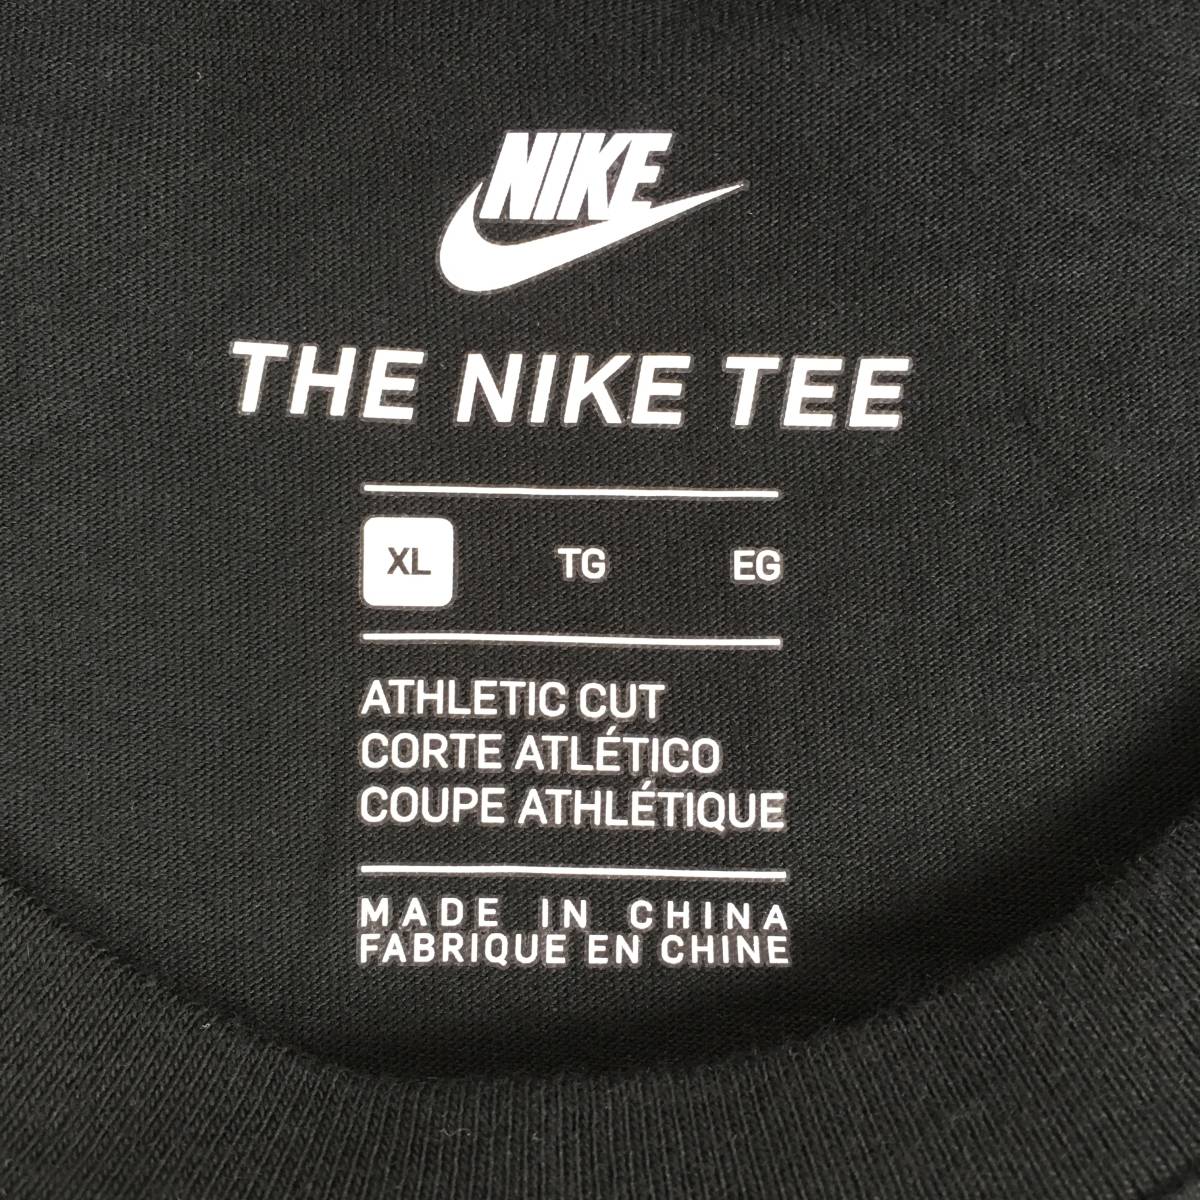 NIKE
THE NIKE TEE
XL TG EG
ATHLETIC CUT
CORTE ATLÉTICO
COUPE ATHLÉTIQUE
MADE IN CHINA
FABRIQUE EN CHINE